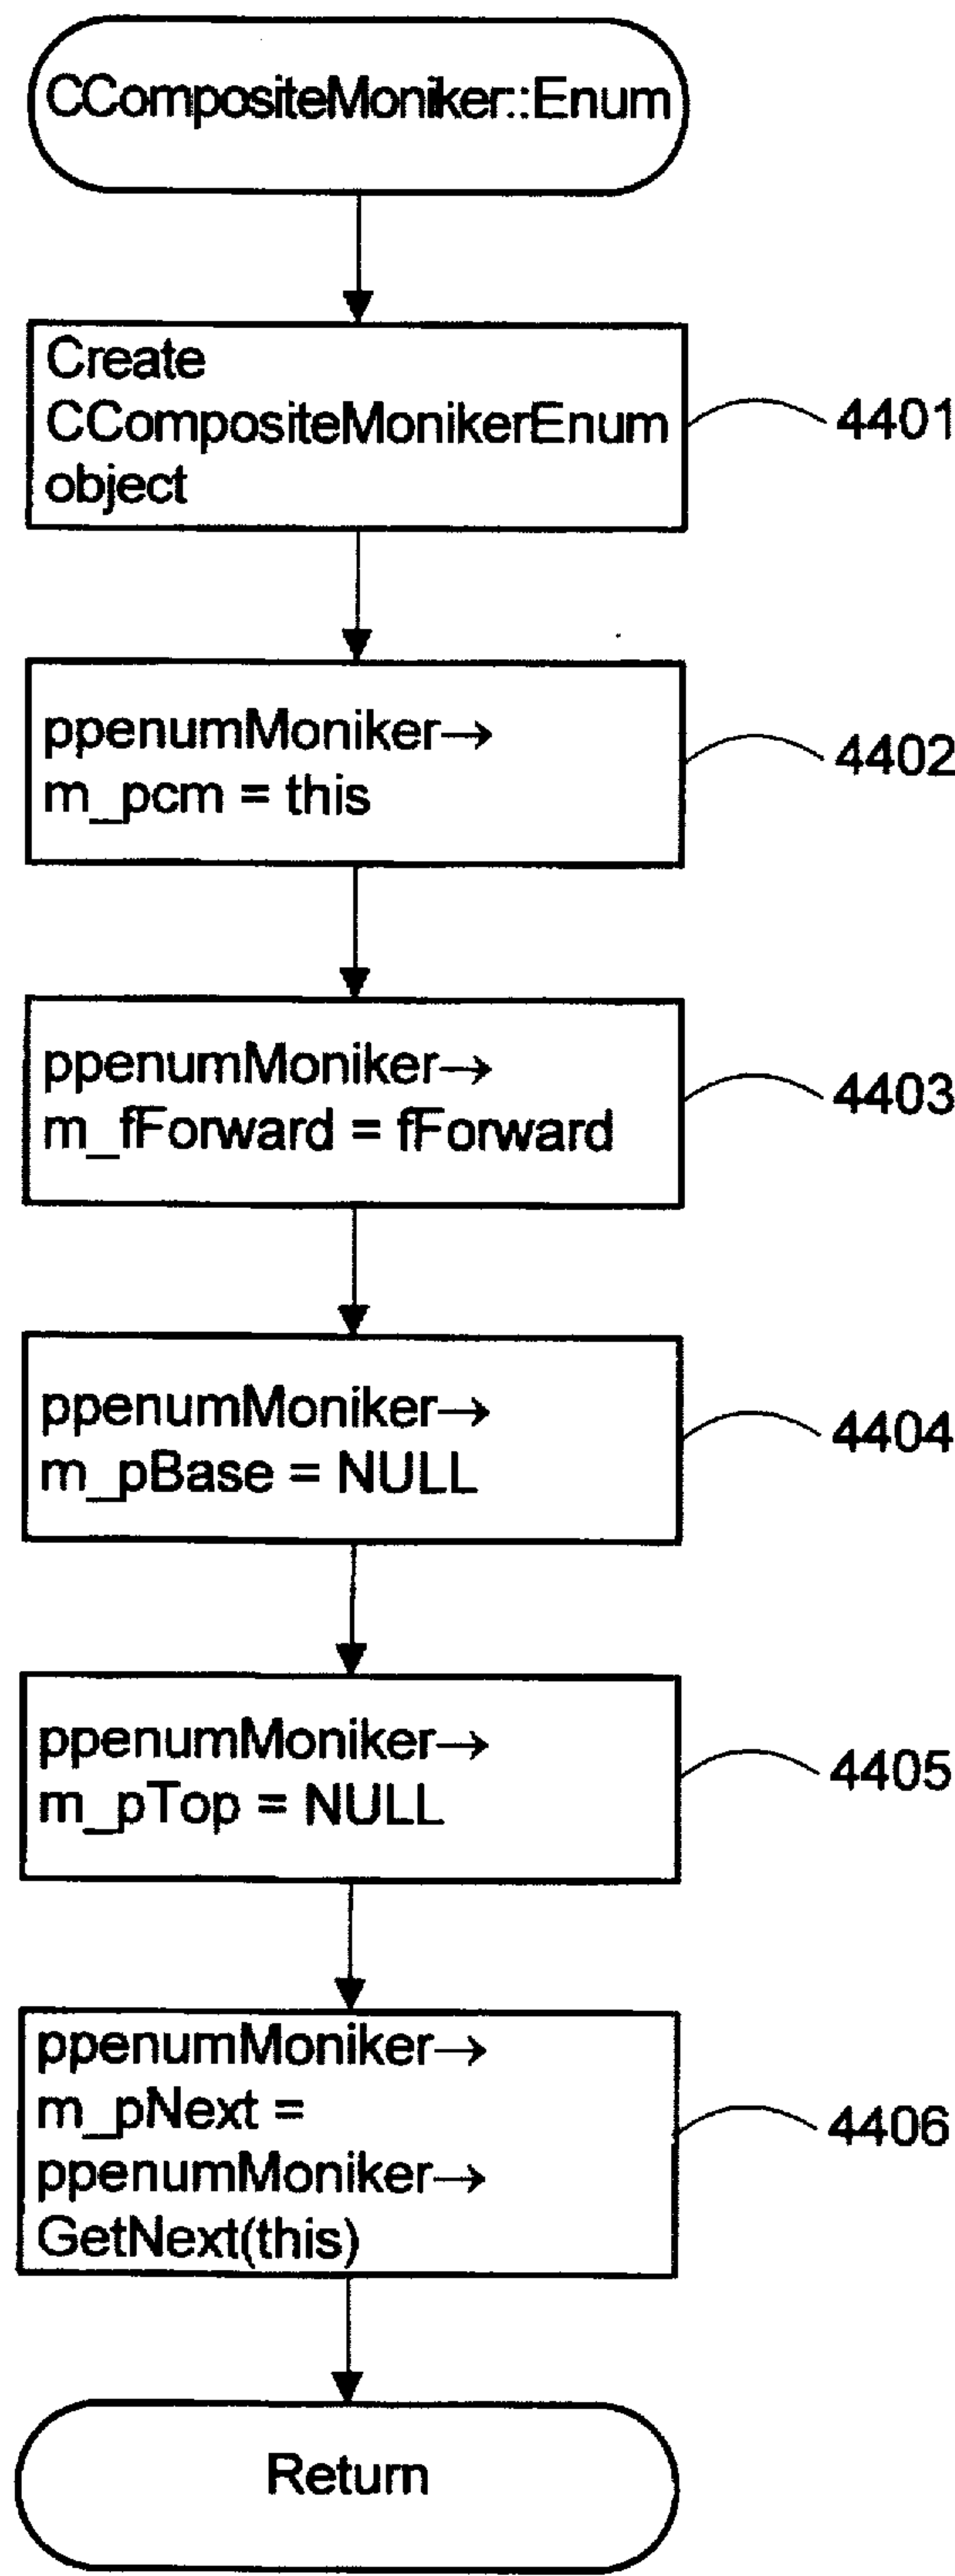 CCompositeMoniker::Enum
Create
CCompositeMonikerEnum
object
4401
ppenumMoniker→
m_pcm = this
4402
ppenumMoniker→
m_fForward = fForward
4403
ppenumMoniker→
m_pBase = NULL
4404
ppenumMoniker→
m_pTop = NULL
4405
ppenumMoniker→
m_pNext =
ppenumMoniker→
GetNext(this)
4406
Return